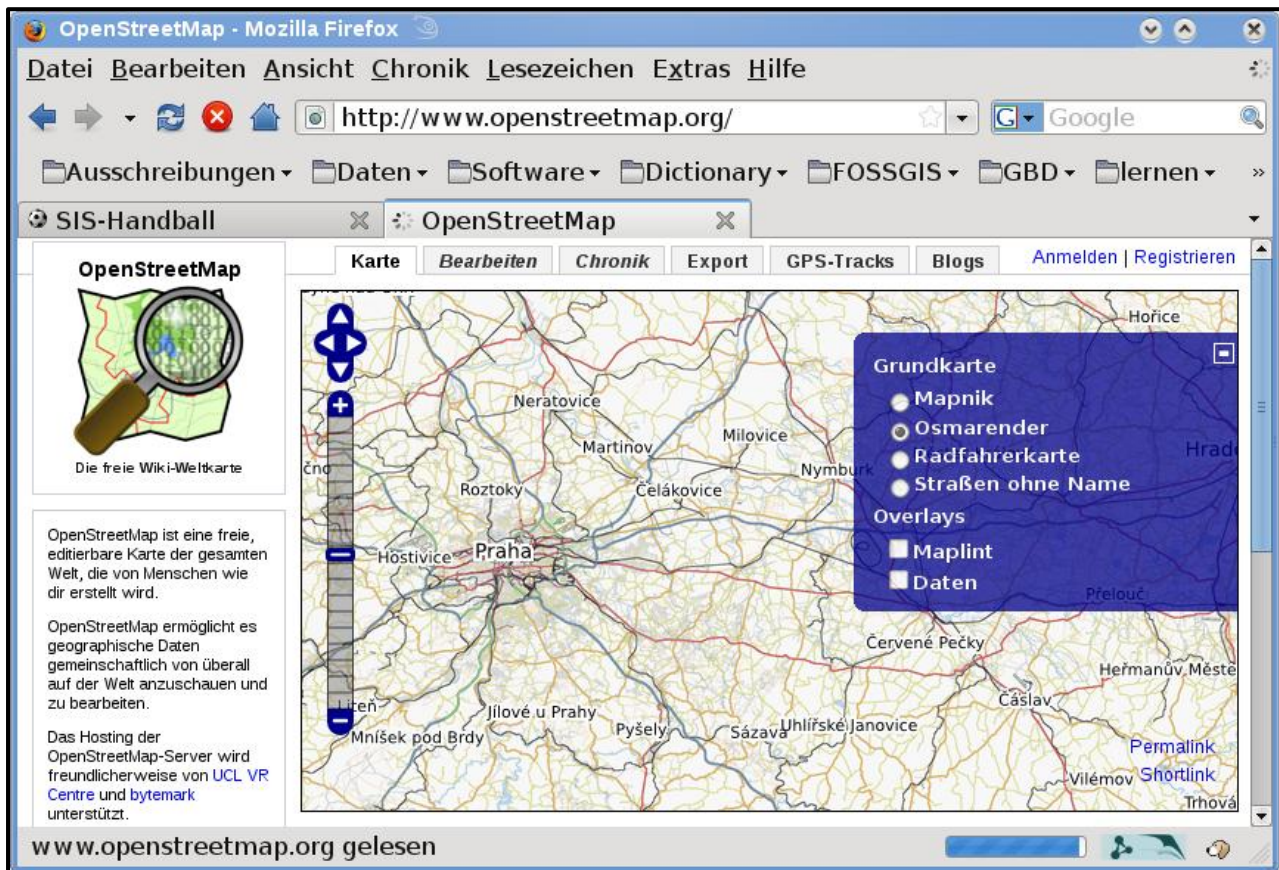 OpenStreetMap - Mozilla Firefox
Datei Bearbeiten Ansicht Chronik Lesezeichen Extras Hilfe
http://www.openstreetmap.org/
G Google
Ausschreibungen Daten Software Dictionary FOSSGIS GBD lernen »
SIS-Handball OpenStreetMap
OpenStreetMap
Die freie Wiki-Weltkarte
OpenStreetMap ist eine freie,
editierbare Karte der gesamten
Welt, die von Menschen wie
dir erstellt wird.
OpenStreetMap ermöglicht es
geographische Daten
gemeinschaftlich von überall
auf der Welt anzuschauen und
zu bearbeiten.
Das Hosting der
OpenStreetMap-Server wird
freundlicherweise von UCL VR
Centre und bytemark
unterstützt.
Karte Bearbeiten Chronik Export GPS-Tracks Blogs
Anmelden | Registrieren
Hořice
Neratovice
Martinov
Milovice
Nymburk
Roztoky
Čelákovice
Hostivice
Praha
Přelouč
Červené Pečky
Heřmanův Měste
Čáslav
Liteň
Jílové u Prahy
Mníšek pod Brdy
Pyšely
Sázava
Uhlířské Janovice
Vilémov
Trhová
Grundkarte
Mapnik
Osmarender
Radfahrerkarte
Straßen ohne Name
Overlays
Maplint
Daten
Permalink
Shortlink
www.openstreetmap.org gelesen